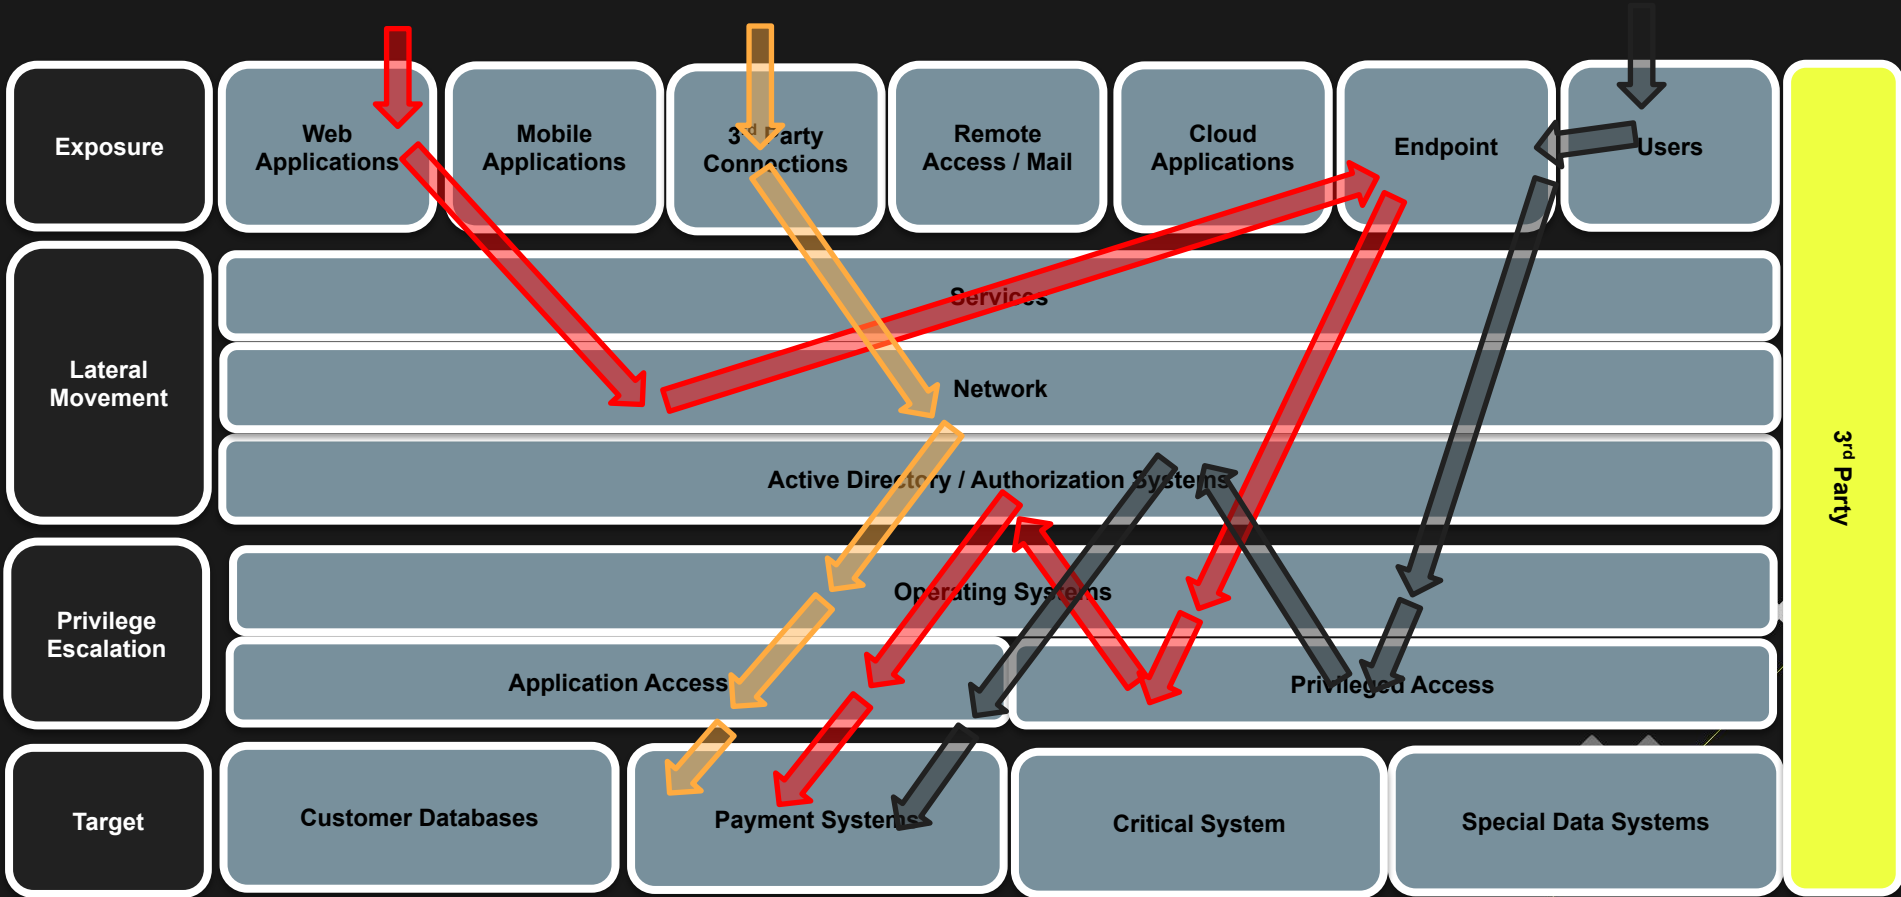 Exposure
Web
Applications
Mobile
Applications
3rd Party
Connections
Remote
Access / Mail
Cloud
Applications
Endpoint
Users
Lateral
Movement
Services
Network
Active Directory / Authorization Systems
Privilege
Escalation
Operating Systems
Application Access
Privileged Access
Target
Customer Databases
Payment Systems
Critical System
Special Data Systems
3rd Party